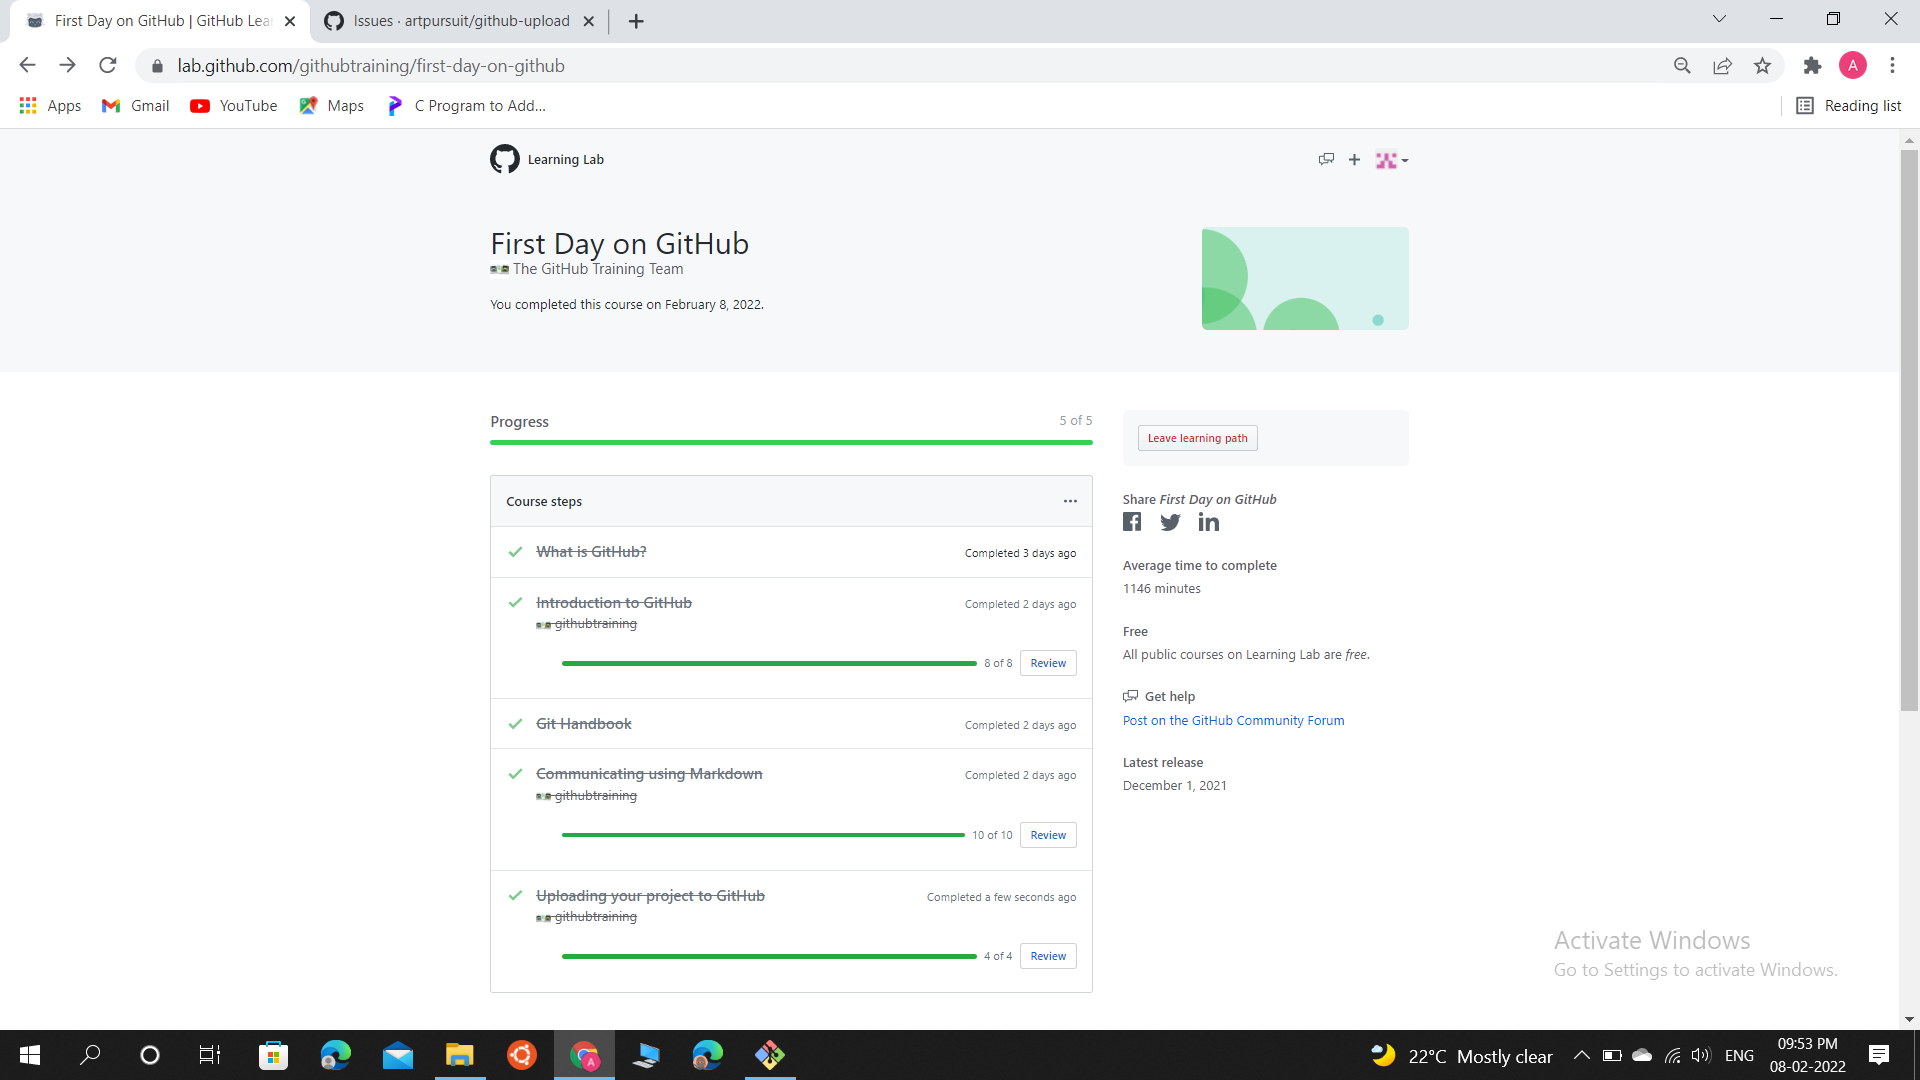 First Day on GitHub | GitHub Lea
Issues · artpursuit/github-upload
lab.github.com/githubtraining/first-day-on-github
A
Apps
Gmail
YouTube
Maps
C Program to Add...
Reading list
Learning Lab
First Day on GitHub
The GitHub Training Team
You completed this course on February 8, 2022.
Progress
5 of 5
Leave learning path
Course steps
What is GitHub?
Completed 3 days ago
Introduction to GitHub
Completed 2 days ago
githubtraining
8 of 8
Review
Git Handbook
Completed 2 days ago
Communicating using Markdown
Completed 2 days ago
githubtraining
10 of 10
Review
Uploading your project to GitHub
Completed a few seconds ago
githubtraining
4 of 4
Review
Share First Day on GitHub
Average time to complete
1146 minutes
Free
All public courses on Learning Lab are free.
Get help
Post on the GitHub Community Forum
Latest release
December 1, 2021
Activate Windows
Go to Settings to activate Windows.
A
22°C Mostly clear
ENG
09:53 PM
08-02-2022